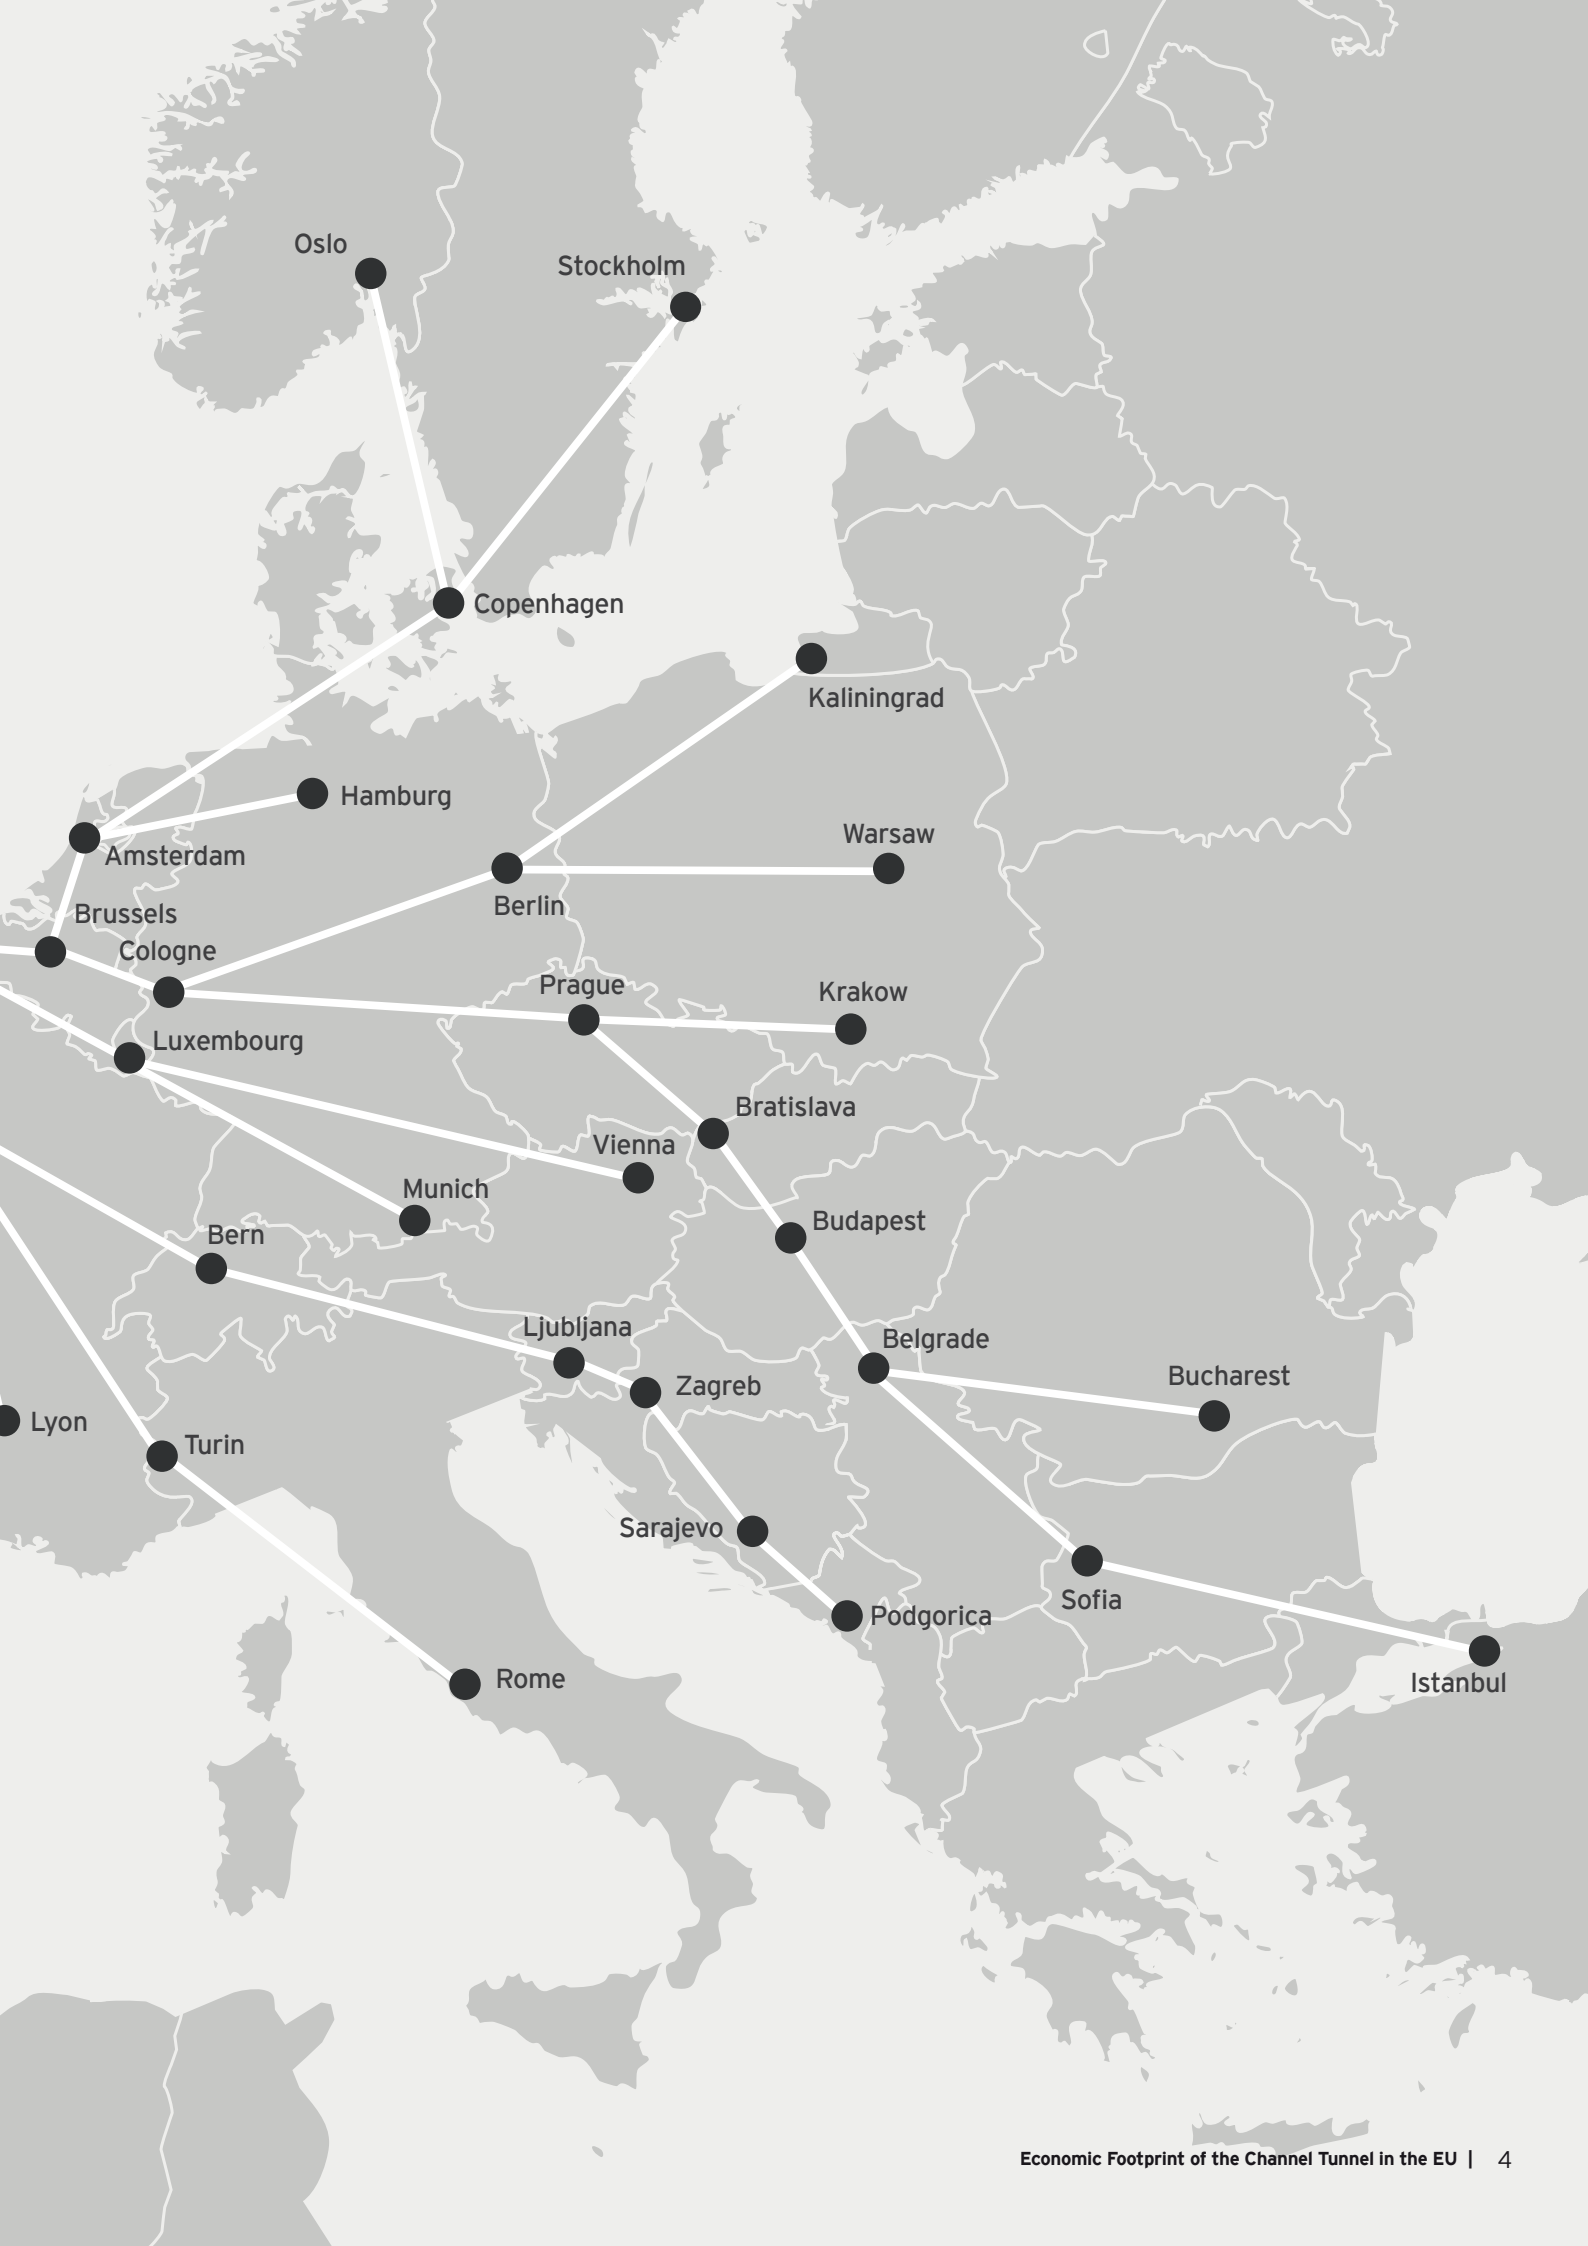 Oslo
Stockholm
Copenhagen
Kaliningrad
Hamburg
Warsaw
Amsterdam
Berlin
Brussels
Cologne
Prague
Krakow
Luxembourg
Bratislava
Vienna
Munich
Budapest
Bern
Ljubljana
Belgrade
Bucharest
Zagreb
Lyon
Turin
Sarajevo
Sofia
Podgorica
Rome
Istanbul
Economic Footprint of the Channel Tunnel in the EU | 4